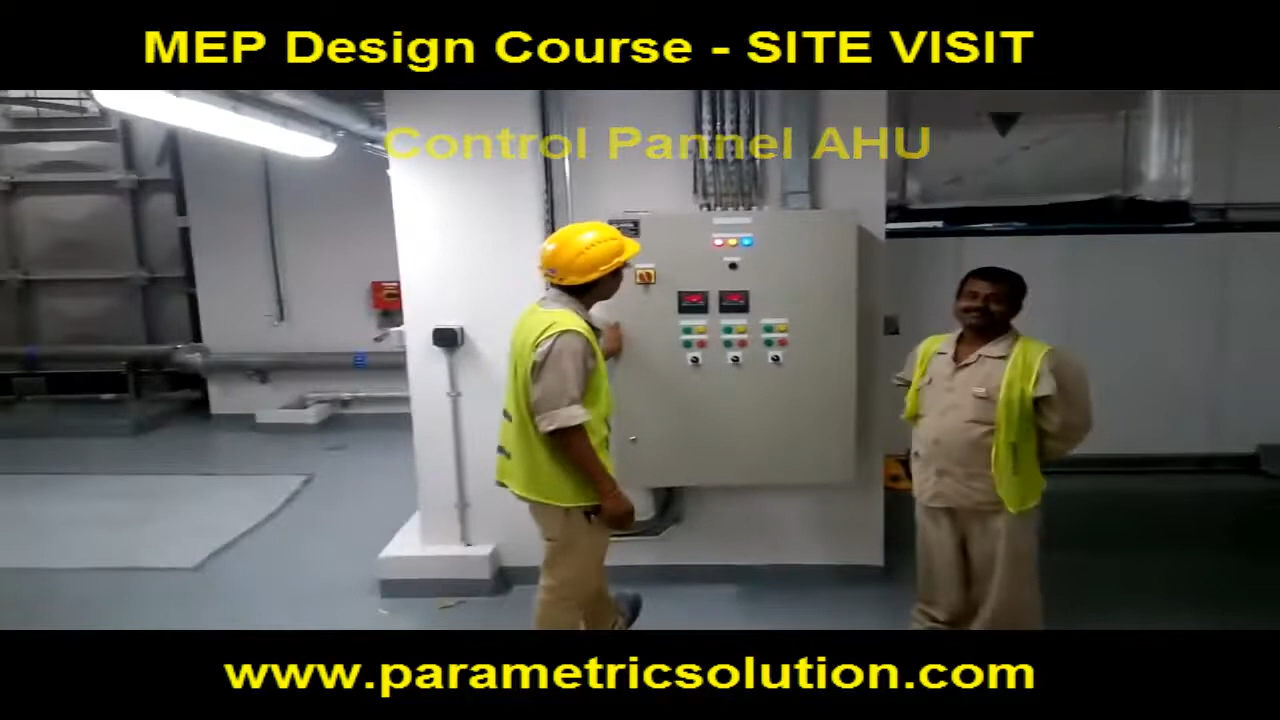 MEP Design Course - SITE VISIT
Control Pannel AHU
www.parametricsolution.com